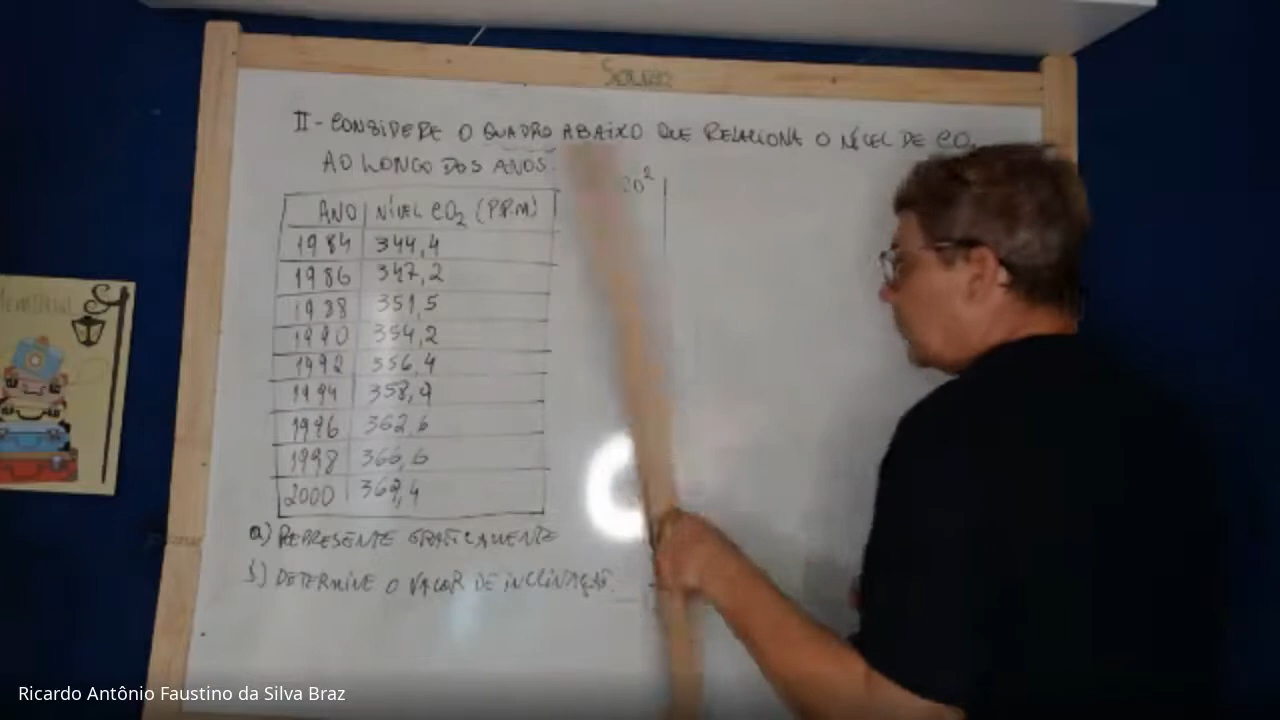 II - CONSIDERE O QUADRO ABAIXO QUE RELACIONA O NÍVEL DE CO2
AO LONGO DOS ANOS.
CO²
ANO NÍVEL CO2 (P.P.M)
1984 344,4
1986 347,2
1988 351,5
1990 354,2
1992 356,4
1994 358,9
1996 362,6
1998 366,6
2000 369,4
a) REPRESENTE GRAFICAMENTE
b) DETERMINE O VALOR DE INCLINAÇÃO.
Ricardo Antônio Faustino da Silva Braz